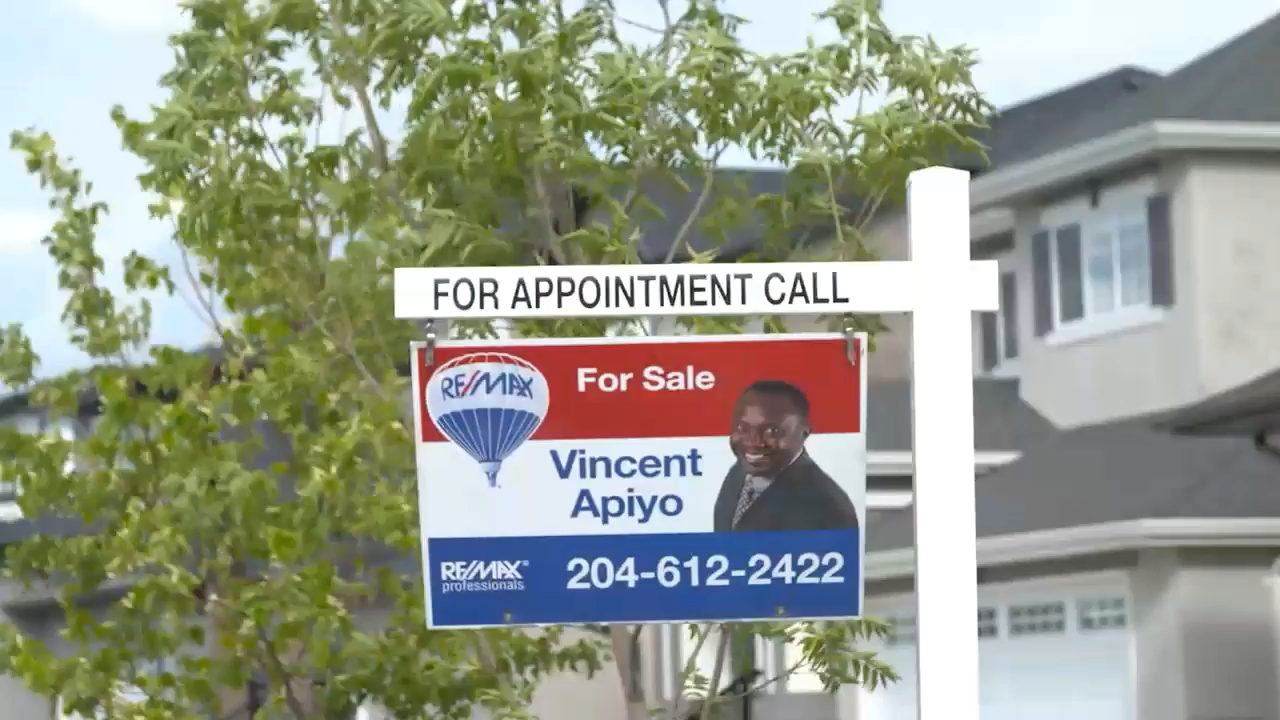 FOR APPOINTMENT CALL
RE/MAX
For Sale
Vincent
Apiyo
RE/MAX®
professionals
204-612-2422